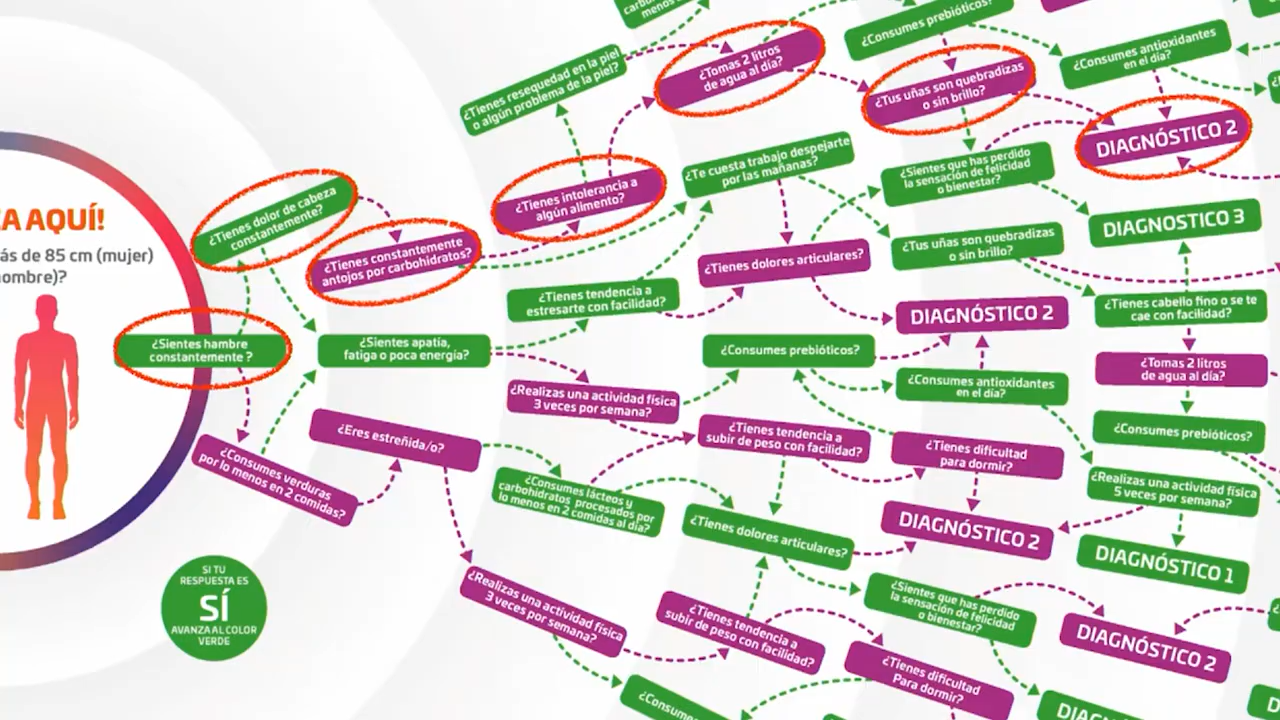 ¡ZA AQUÍ!
ás de 85 cm (mujer)
ombre)?
¿Sientes hambre
constantemente ?
SI TU
RESPUESTA ES
SÍ
AVANZA AL COLOR
VERDE
¿Tienes dolor de cabeza
constantemente?
¿Consumes verduras
por lo menos en 2 comidas?
¿Tienes constantemente
antojos por carbohidratos?
¿Sientes apatía,
fatiga o poca energía?
¿Eres estreñida/o?
¿Tienes resequedad en la piel
o algún problema de la piel?
¿Tienes intolerancia a
algún alimento?
¿Tienes tendencia a
estresarte con facilidad?
¿Realizas una actividad física
3 veces por semana?
¿Consumes lácteos y
carbohidratos procesados por
lo menos en 2 comidas al día?
¿Realizas una actividad física
3 veces por semana?
menos
¿Tomas 2 litros
de agua al día?
¿Te cuesta trabajo despejarte
por las mañanas?
¿Tienes dolores articulares?
¿Consumes prebióticos?
¿Tienes tendencia a
subir de peso con facilidad?
¿Tienes dolores articulares?
¿Tienes tendencia a
subir de peso con facilidad?
¿Consume
¿Consumes prebióticos?
¿Tus uñas son quebradizas
o sin brillo?
¿Sientes que has perdido
la sensación de felicidad
o bienestar?
¿Tus uñas son quebradizas
o sin brillo?
DIAGNÓSTICO 2
¿Consumes antioxidantes
en el día?
¿Tienes dificultad
para dormir?
DIAGNÓSTICO 2
¿Sientes que has perdido
la sensación de felicidad
o bienestar?
¿Tienes dificultad
Para dormir?
¿Consumes antioxidantes
en el día?
DIAGNÓSTICO 2
DIAGNOSTICO 3
¿Tienes cabello fino o se te
cae con facilidad?
¿Tomas 2 litros
de agua al día?
¿Consumes prebióticos?
¿Realizas una actividad física
5 veces por semana?
DIAGNÓSTICO 1
DIAGNÓSTICO 2
DIAG